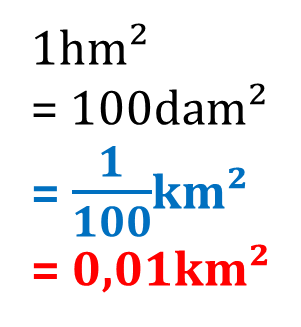 1hm²
= 100dam²
= 1/100 km²
= 0,01km²